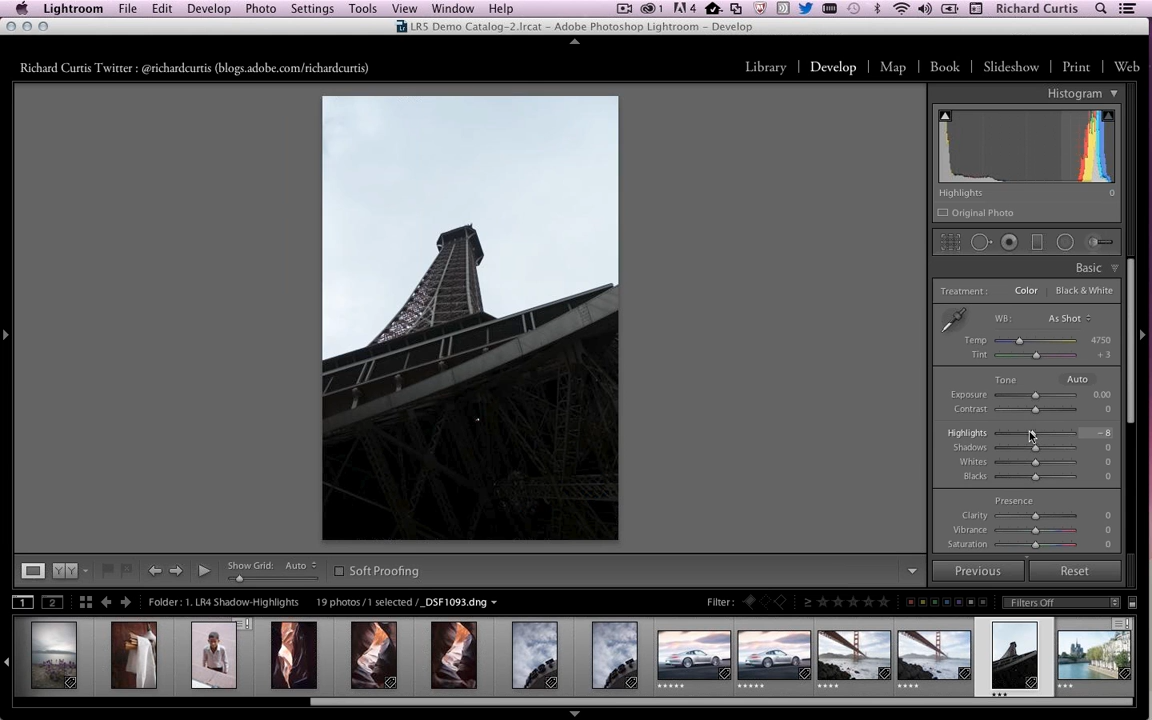 Lightroom File Edit Develop Photo Settings Tools View Window Help 1 4 Richard Curtis
LR5 Demo Catalog-2.lrcat – Adobe Photoshop Lightroom – Develop
Richard Curtis Twitter : @richardcurtis (blogs.adobe.com/richardcurtis)
Library | Develop | Map | Book | Slideshow | Print | Web
Histogram
Highlights 0
Original Photo
Basic
Treatment : Color | Black & White
WB: As Shot
Temp 4750
Tint + 3
Tone Auto
Exposure 0.00
Contrast 0
Highlights – 8
Shadows 0
Whites 0
Blacks 0
Presence
Clarity 0
Vibrance 0
Saturation 0
Y Y Show Grid: Auto Soft Proofing
Previous Reset
1 2 Folder : 1. LR4 Shadow-Highlights 19 photos / 1 selected / _DSF1093.dng Filter : ≥ Filters Off